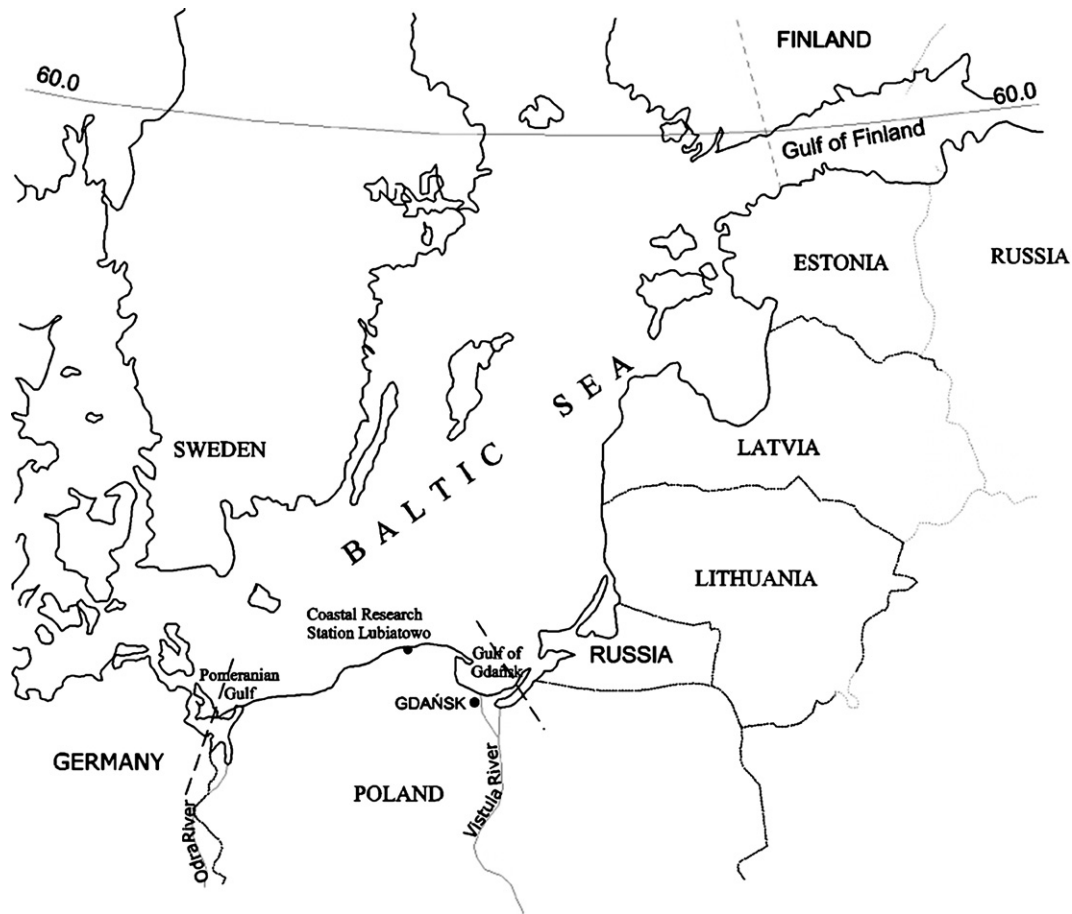 FINLAND
60.0
60.0
Gulf of Finland
ESTONIA
RUSSIA
SEA
SWEDEN
LATVIA
BALTIC
LITHUANIA
Coastal Research
Station Lubiatowo
Gulf of
Gdańsk
RUSSIA
Pomeranian
Gulf
GDAŃSK
GERMANY
POLAND
Vistula River
OdraRiver